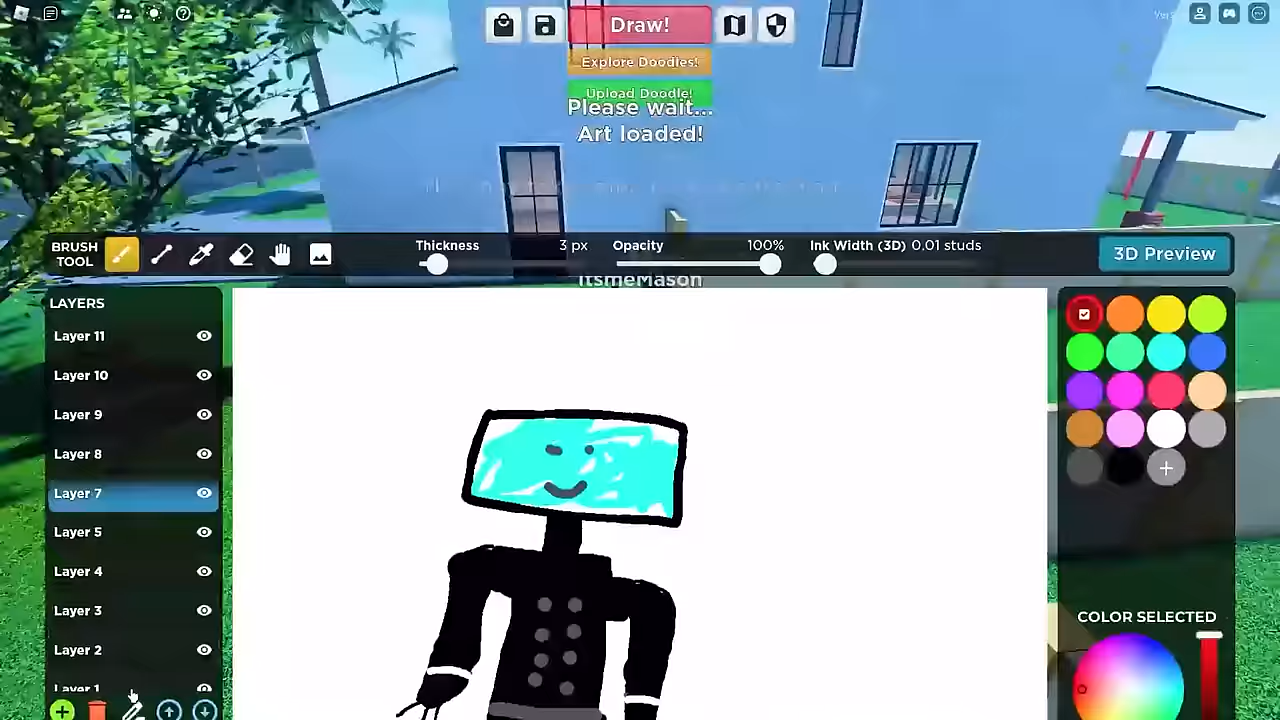 Draw!
Explore Doodles!
Upload Doodle!
Please wait...
Art loaded!
BRUSH
TOOL
Thickness
3 px
Opacity
100%
Ink Width (3D) 0.01 studs
3D Preview
ItsmeMason
LAYERS
Layer 11
Layer 10
Layer 9
Layer 8
Layer 7
Layer 5
Layer 4
Layer 3
Layer 2
Layer 1
COLOR SELECTED